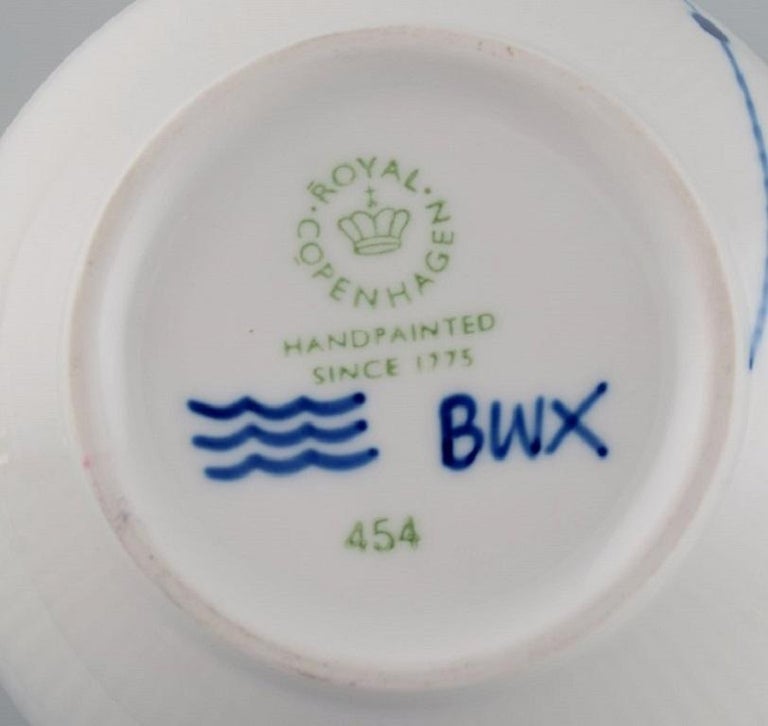 ROYAL
COPENHAGEN
HANDPAINTED
SINCE 1775
BWX
454